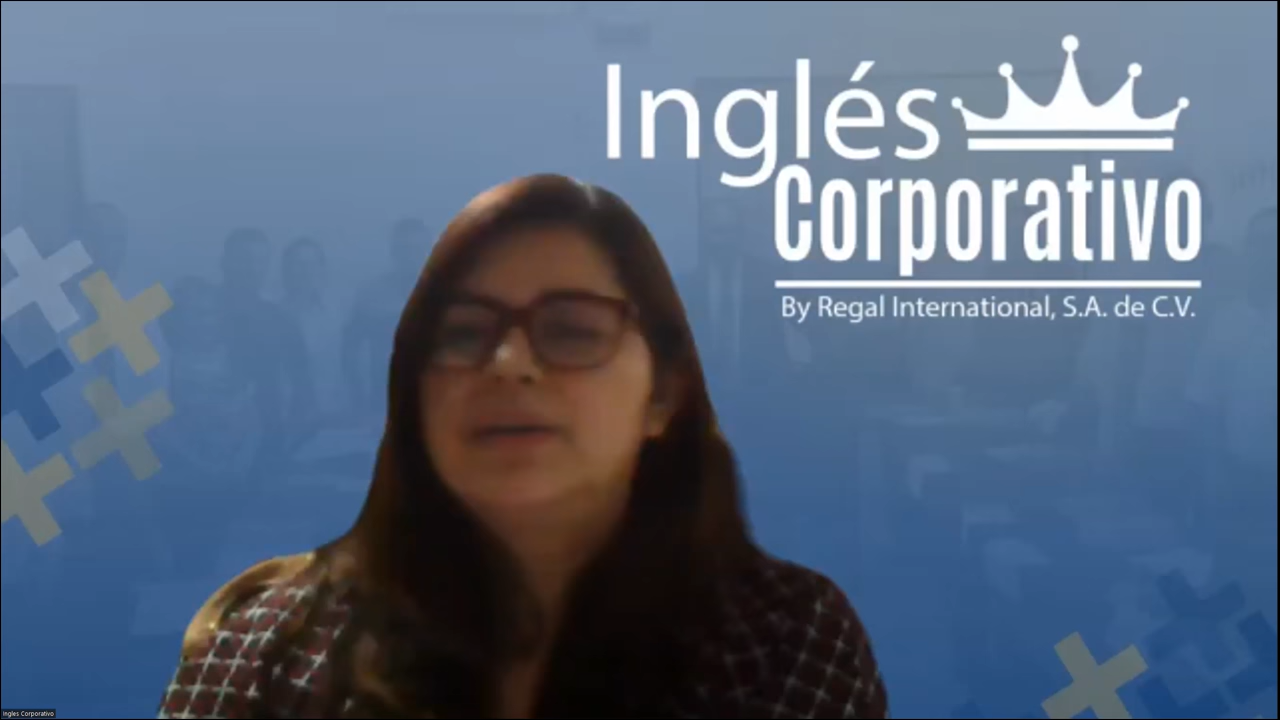 Inglés
Corporativo
By Regal International, S.A. de C.V.
Ingles Corporativo